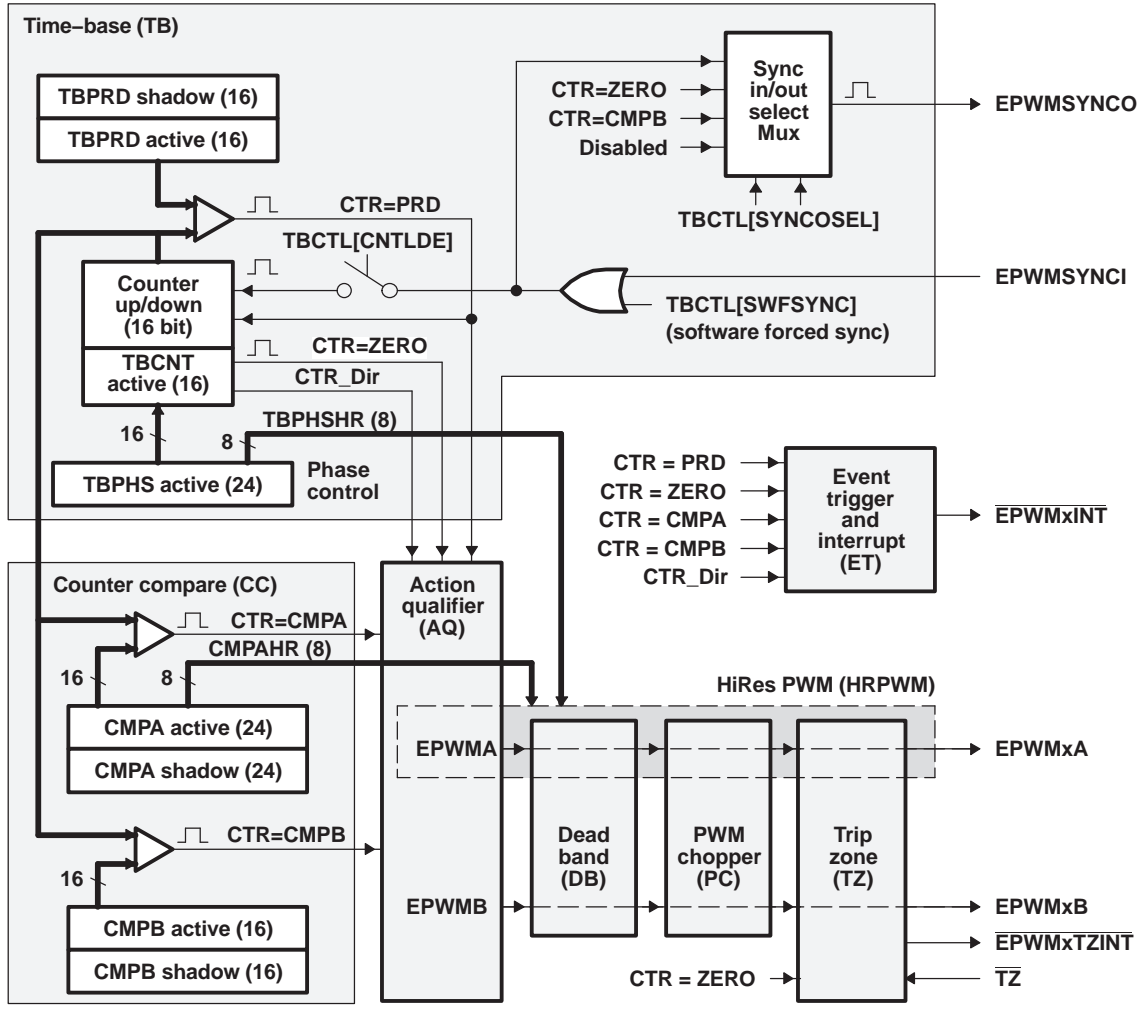 Time–base (TB)
TBPRD shadow (16)
TBPRD active (16)
CTR=PRD
TBCTL[CNTLDE]
Counter
up/down
(16 bit)
TBCNT
active (16)
CTR=ZERO
CTR_Dir
16
8
TBPHSHR (8)
TBPHS active (24)
Phase
control
CTR=ZERO
CTR=CMPB
Disabled
Sync
in/out
select
Mux
TBCTL[SYNCOSEL]
EPWMSYNCO
EPWMSYNCI
TBCTL[SWFSYNC]
(software forced sync)
CTR = PRD
CTR = ZERO
CTR = CMPA
CTR = CMPB
CTR_Dir
Event
trigger
and
interrupt
(ET)
EPWMxINT
Counter compare (CC)
CTR=CMPA
16
8
CMPAHR (8)
CMPA active (24)
CMPA shadow (24)
CTR=CMPB
16
CMPB active (16)
CMPB shadow (16)
Action
qualifier
(AQ)
EPWMA
EPWMB
HiRes PWM (HRPWM)
Dead
band
(DB)
PWM
chopper
(PC)
Trip
zone
(TZ)
EPWMxA
EPWMxB
EPWMxTZINT
CTR = ZERO
TZ